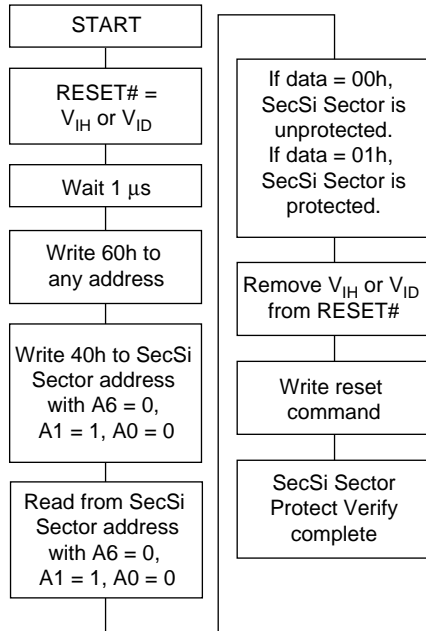 START
RESET# =
V_IH or V_ID
Wait 1 μs
Write 60h to
any address
Write 40h to SecSi
Sector address
with A6 = 0,
A1 = 1, A0 = 0
Read from SecSi
Sector address
with A6 = 0,
A1 = 1, A0 = 0
If data = 00h,
SecSi Sector is
unprotected.
If data = 01h,
SecSi Sector is
protected.
Remove V_IH or V_ID
from RESET#
Write reset
command
SecSi Sector
Protect Verify
complete